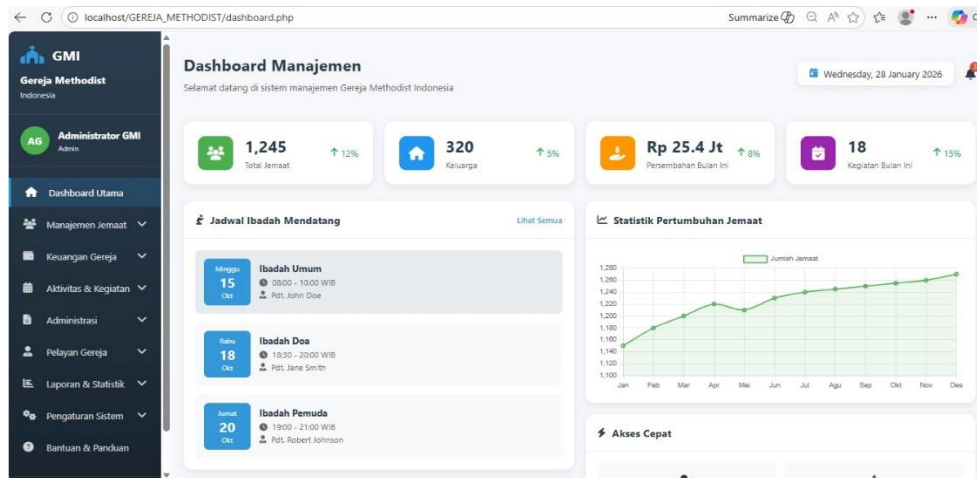 localhost/GEREJA_METHODIST/dashboard.php
Summarize
GMI
Gereja Methodist
Indonesia
AG
Administrator GMI
Admin
Dashboard Utama
Manajemen Jemaat
Keuangan Gereja
Aktivitas & Kegiatan
Administrasi
Pelayan Gereja
Laporan & Statistik
Pengaturan Sistem
Bantuan & Panduan
Dashboard Manajemen
Selamat datang di sistem manajemen Gereja Methodist Indonesia
Wednesday, 28 January 2026
3
1,245
Total Jemaat
12%
320
Keluarga
5%
Rp 25.4 Jt
Persembahan Bulan Ini
8%
18
Kegiatan Bulan Ini
15%
Jadwal Ibadah Mendatang
Lihat Semua
Minggu
15
Okt
Ibadah Umum
08:00 - 10:00 WIB
Pdt. John Doe
Rabu
18
Okt
Ibadah Doa
18:30 - 20:00 WIB
Pdt. Jane Smith
Jumat
20
Okt
Ibadah Pemuda
19:00 - 21:00 WIB
Pdt. Robert Johnson
Statistik Pertumbuhan Jemaat
Jumlah Jemaat
1,280
1,260
1,240
1,220
1,200
1,180
1,160
1,140
1,120
1,100
Jan Feb Mar Apr Mei Jun Jul Agu Sep Okt Nov Des
Akses Cepat